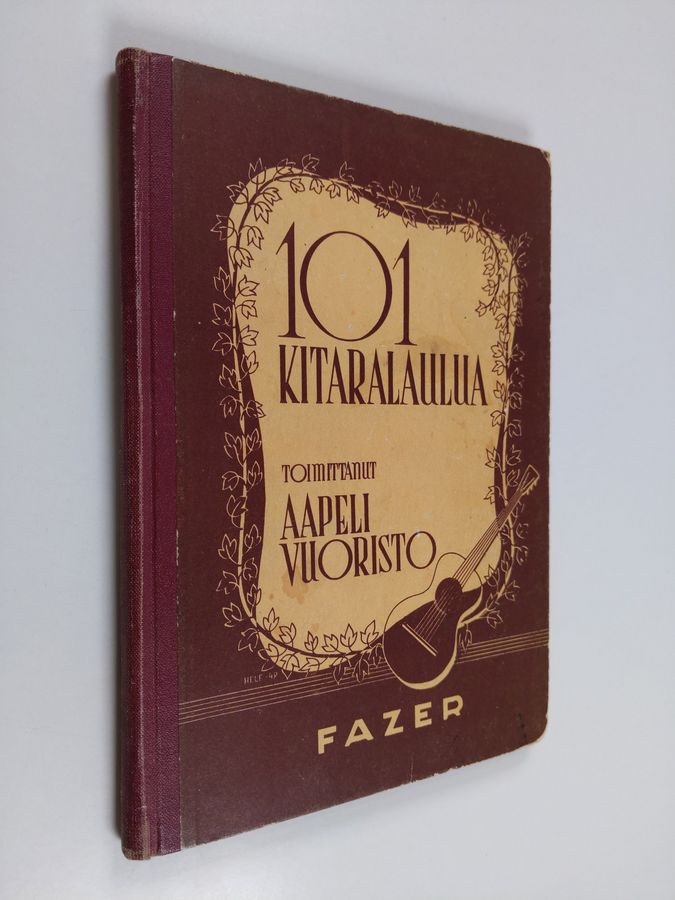 101
KITARALAULUA
TOIMITTANUT
AAPELI
VUORISTO
FAZER